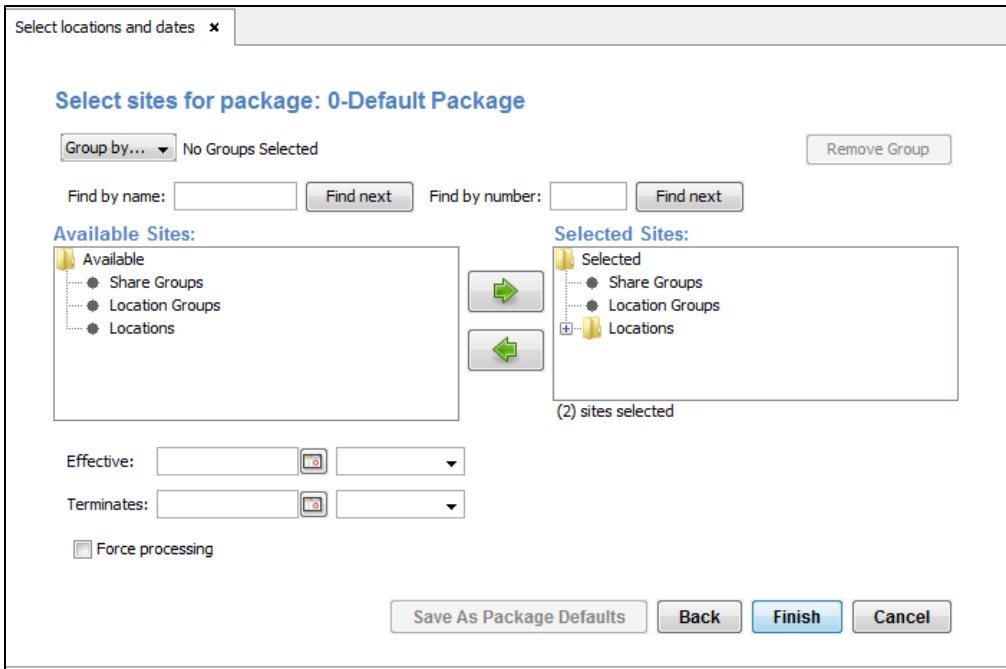 Select locations and dates x
Select sites for package: 0-Default Package
Group by... No Groups Selected Remove Group
Find by name: Find next Find by number: Find next
Available Sites: Selected Sites:
Available Selected
Share Groups Share Groups
Location Groups Location Groups
Locations Locations
(2) sites selected
Effective:
Terminates:
Force processing
Save As Package Defaults Back Finish Cancel